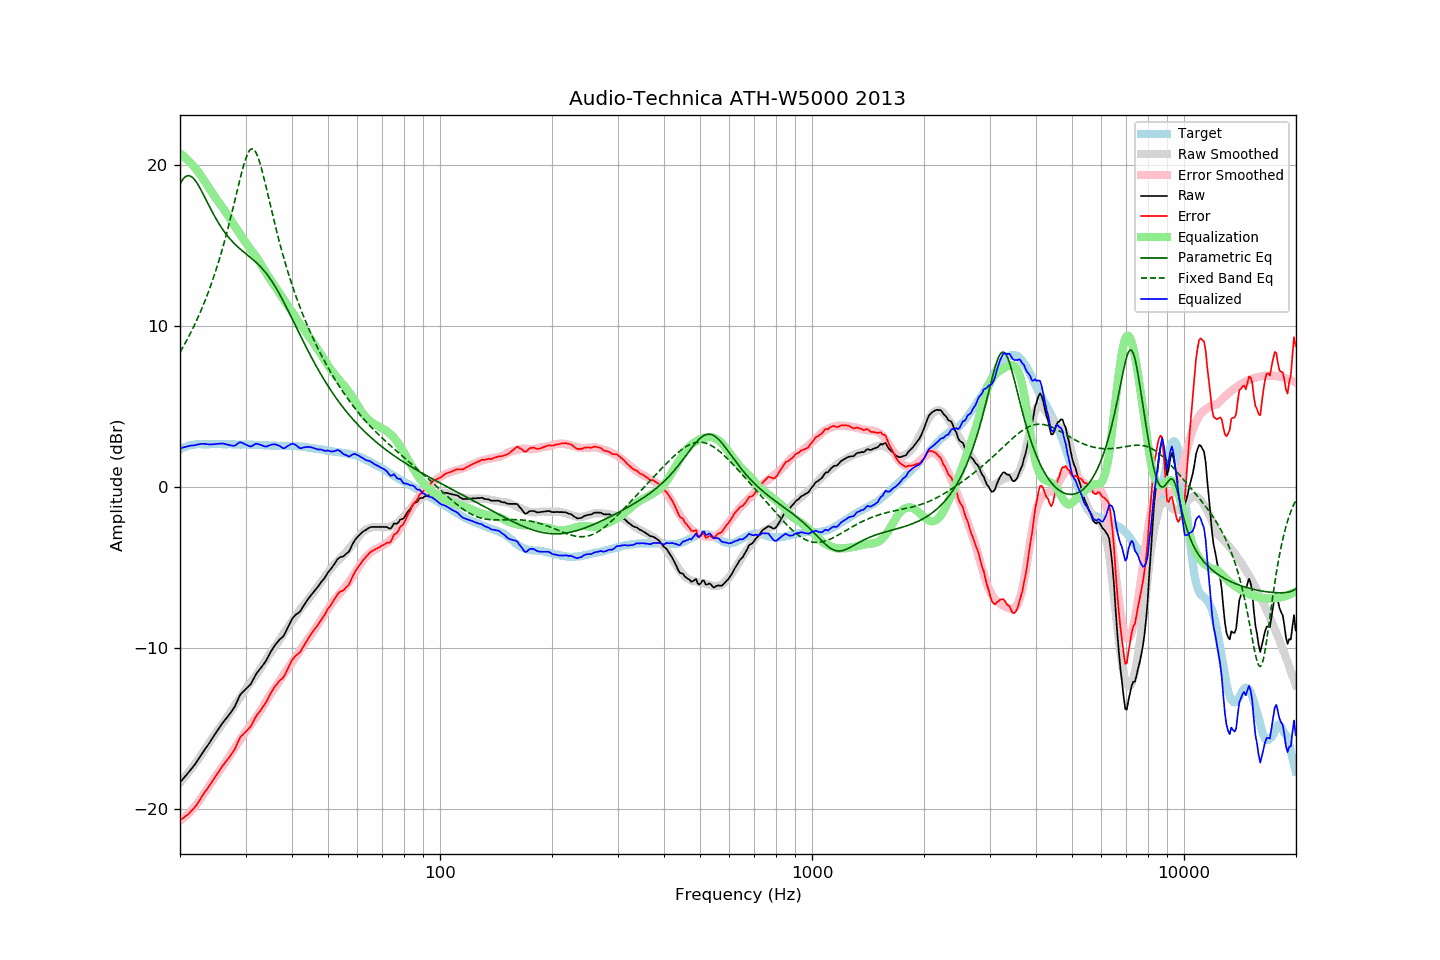 Audio-Technica ATH-W5000 2013
Target
Raw Smoothed
Error Smoothed
Raw
Error
Equalization
Parametric Eq
Fixed Band Eq
Equalized
20
10
0
−10
−20
Amplitude (dBr)
100
1000
10000
Frequency (Hz)